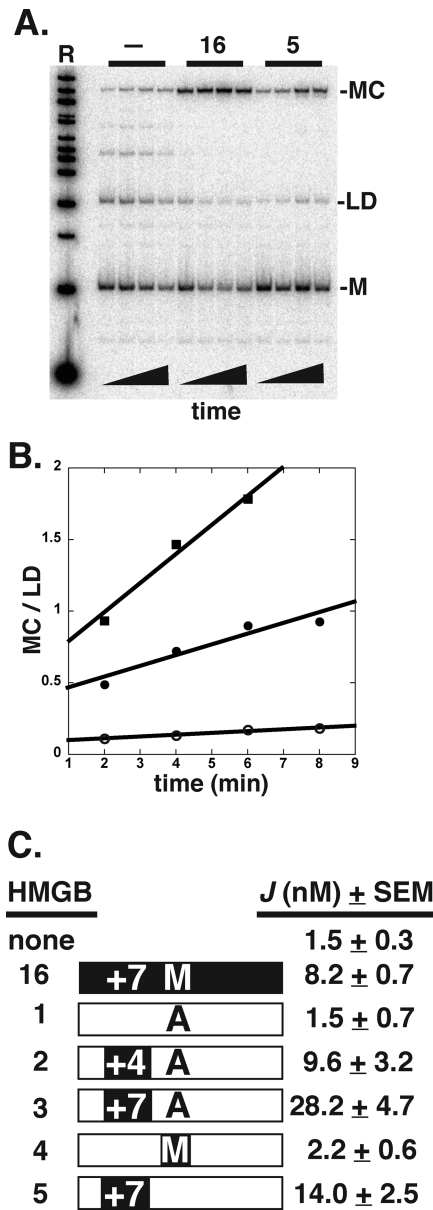 A.
R – 16 5
-MC
-LD
-M
time
B.
2
1.5
1
0.5
0
MC / LD
1 2 3 4 5 6 7 8 9
time (min)
C.
HMGB J (nM) ± SEM
none 1.5 ± 0.3
16 +7 M 8.2 ± 0.7
1 A 1.5 ± 0.7
2 +4 A 9.6 ± 3.2
3 +7 A 28.2 ± 4.7
4 M 2.2 ± 0.6
5 +7 14.0 ± 2.5